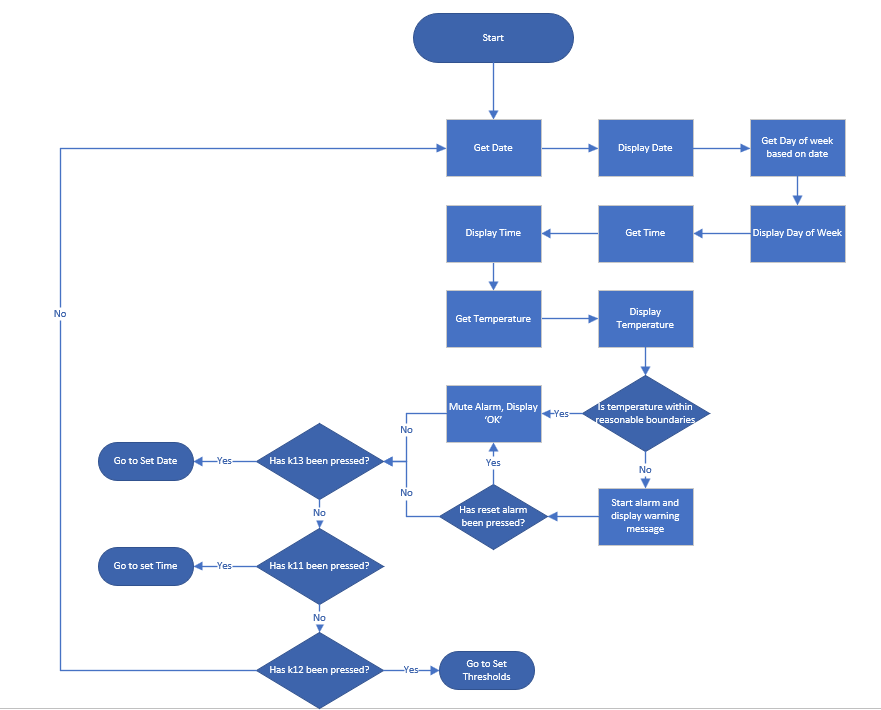 Start
Get Date
Display Date
Get Day of week
based on date
Display Time
Get Time
Display Day of Week
No
Get Temperature
Display
Temperature
Mute Alarm, Display
'OK'
Yes
Is temperature within
reasonable boundaries
No
Go to Set Date
Yes
Has k13 been pressed?
Yes
No
No
Has reset alarm
been pressed?
Start alarm and
display warning
message
No
Go to set Time
Yes
Has k11 been pressed?
No
Has k12 been pressed?
Yes
Go to Set
Thresholds